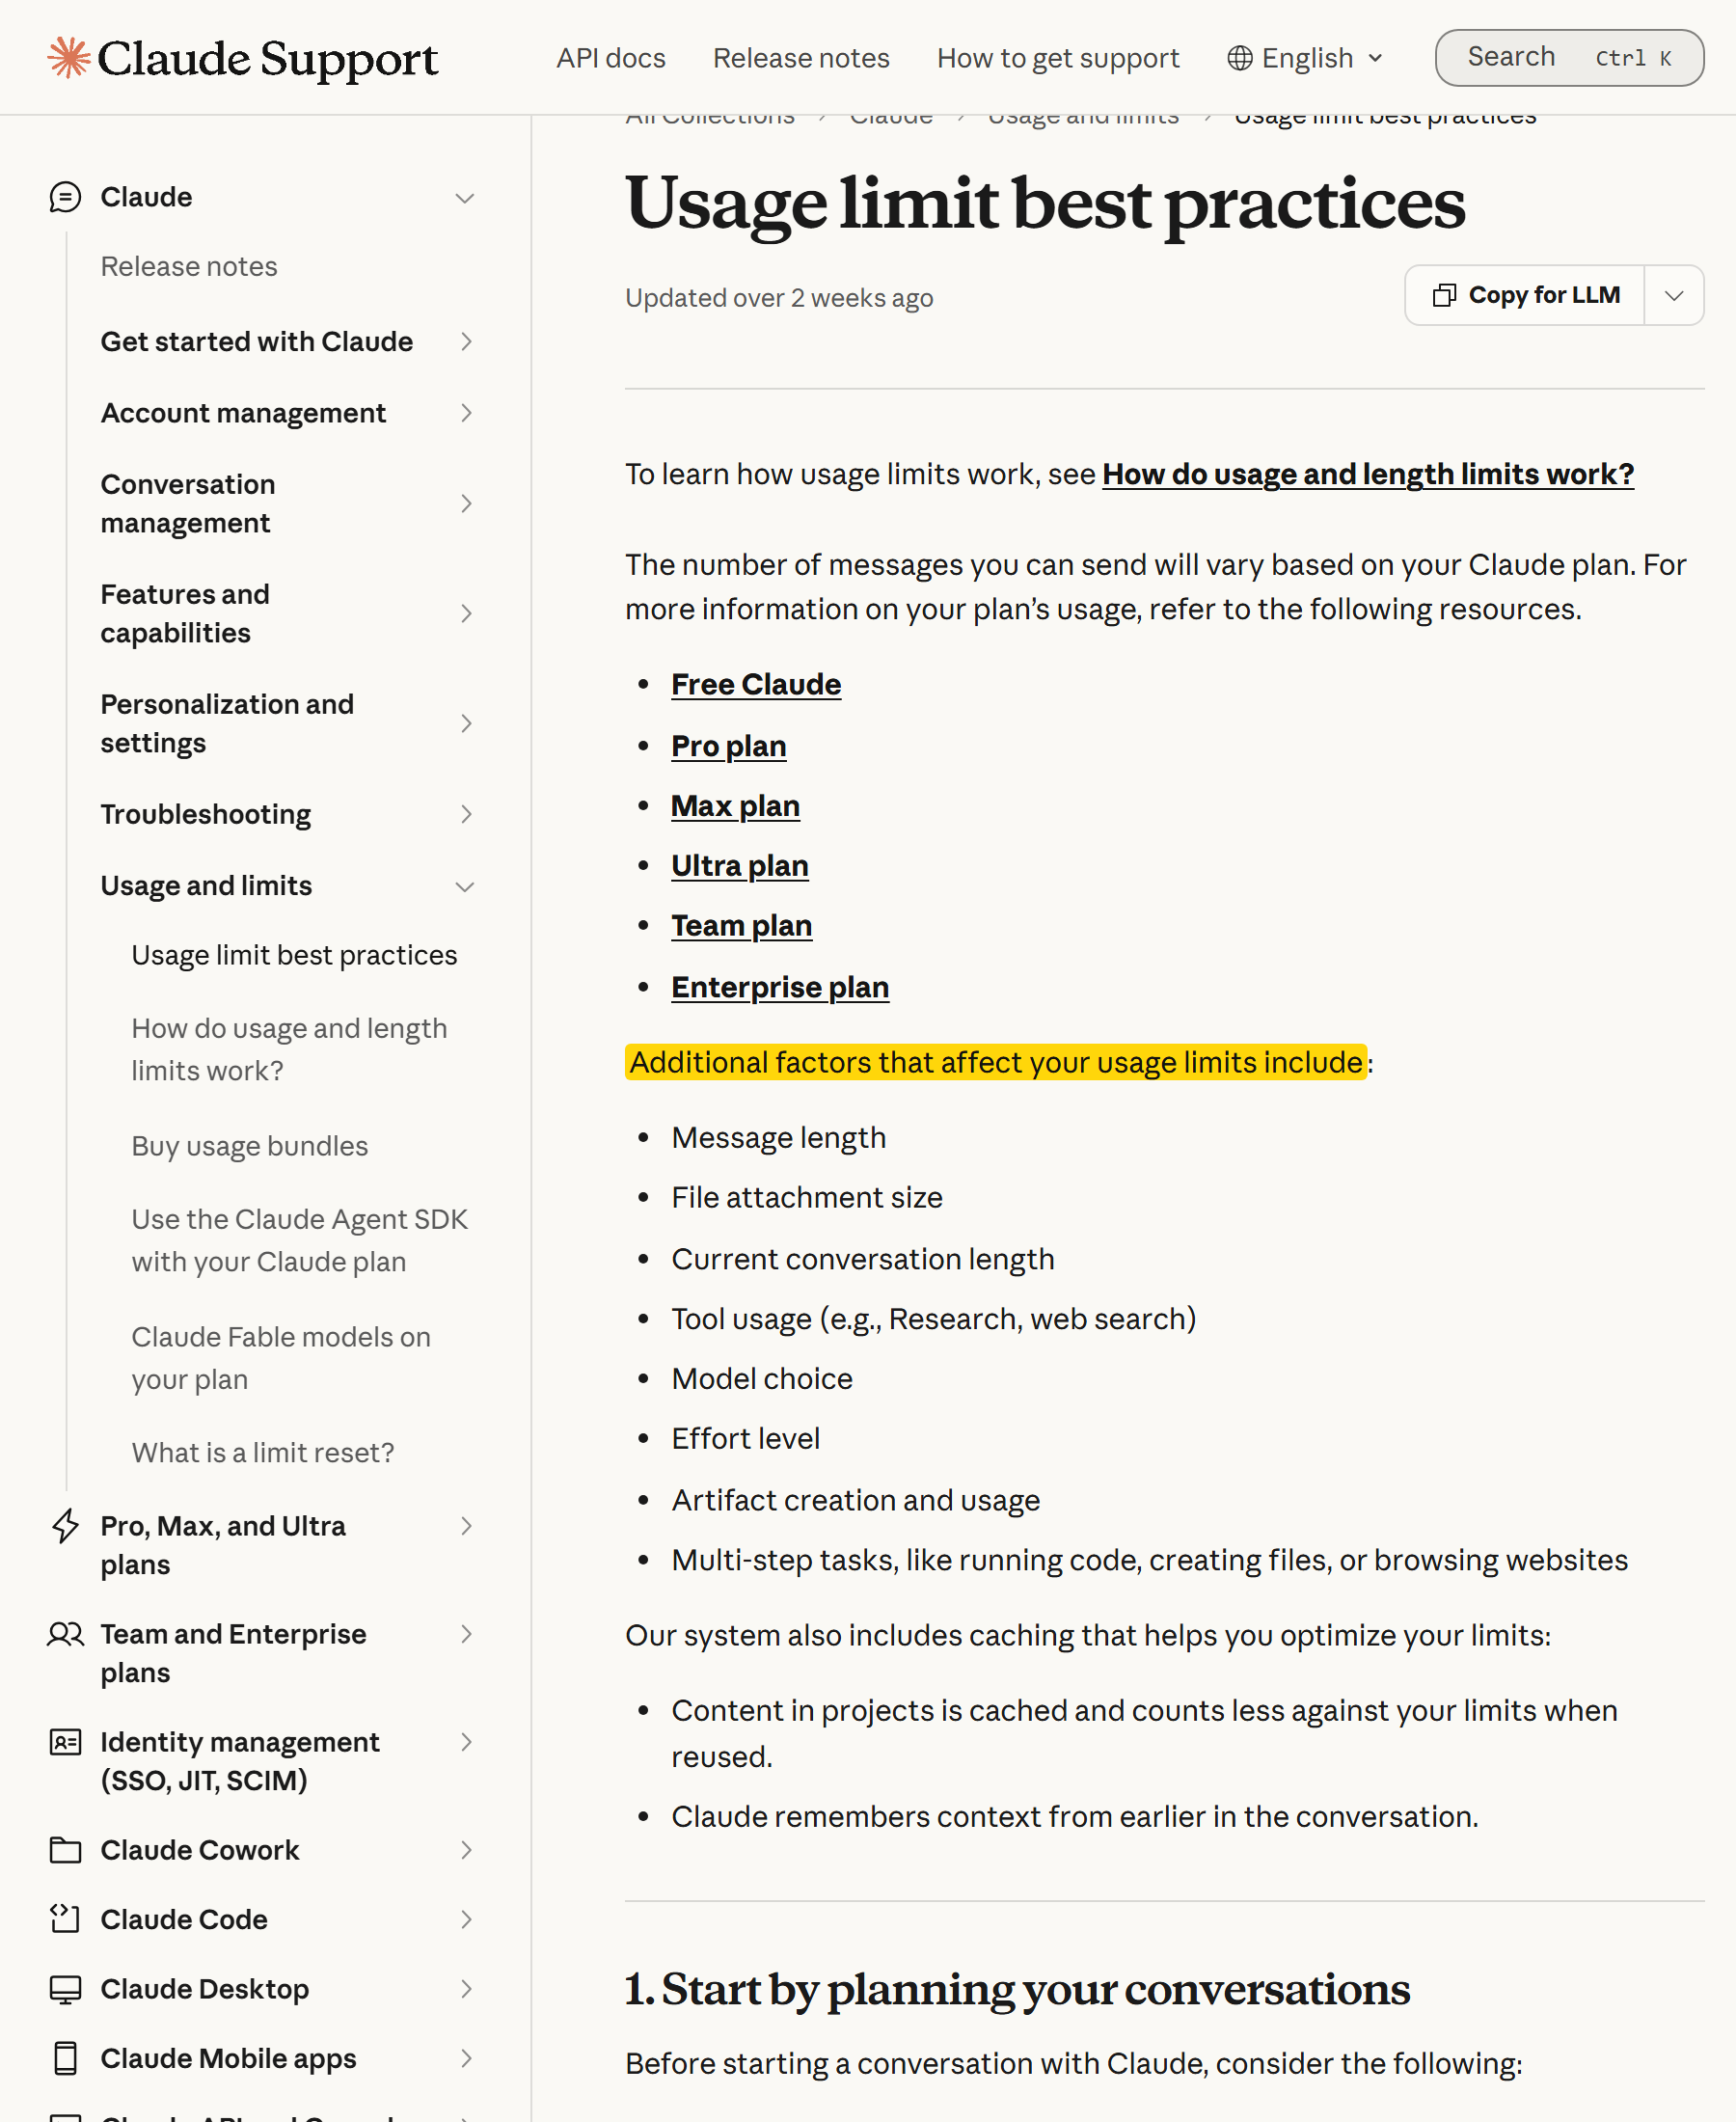 Claude Support
API docs
Release notes
How to get support
English
Search Ctrl K
All Collections > Claude > Usage and limits > Usage limit best practices
Claude
Release notes
Get started with Claude
Account management
Conversation
management
Features and
capabilities
Personalization and
settings
Troubleshooting
Usage and limits
Usage limit best practices
How do usage and length
limits work?
Buy usage bundles
Use the Claude Agent SDK
with your Claude plan
Claude Fable models on
your plan
What is a limit reset?
Pro, Max, and Ultra
plans
Team and Enterprise
plans
Identity management
(SSO, JIT, SCIM)
Claude Cowork
Claude Code
Claude Desktop
Claude Mobile apps
Usage limit best practices
Updated over 2 weeks ago
Copy for LLM
To learn how usage limits work, see How do usage and length limits work?
The number of messages you can send will vary based on your Claude plan. For
more information on your plan’s usage, refer to the following resources.
• Free Claude
• Pro plan
• Max plan
• Ultra plan
• Team plan
• Enterprise plan
Additional factors that affect your usage limits include:
• Message length
• File attachment size
• Current conversation length
• Tool usage (e.g., Research, web search)
• Model choice
• Effort level
• Artifact creation and usage
• Multi-step tasks, like running code, creating files, or browsing websites
Our system also includes caching that helps you optimize your limits:
• Content in projects is cached and counts less against your limits when
reused.
• Claude remembers context from earlier in the conversation.
1. Start by planning your conversations
Before starting a conversation with Claude, consider the following: